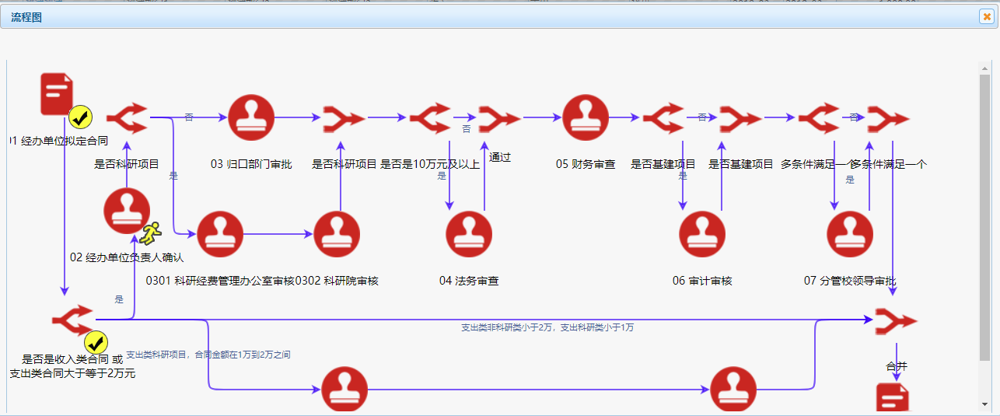 流程图
否
否
否
否
01 经办单位拟定合同
是否科研项目
03 归口部门审批
是否科研项目
是否是10万元及以上
通过
05 财务审查
是否基建项目
是否基建项目
多条件满足一个
多条件满足一个
是
是
是
是
02 经办单位负责人确认
0301 科研经费管理办公室审核
0302 科研院审核
04 法务审查
06 审计审核
07 分管校领导审批
是
支出类非科研类小于2万，支出科研类小于1万
支出类科研项目，合同金额在1万到2万之间
是否是收入类合同 或
支出类合同大于等于2万元
合并